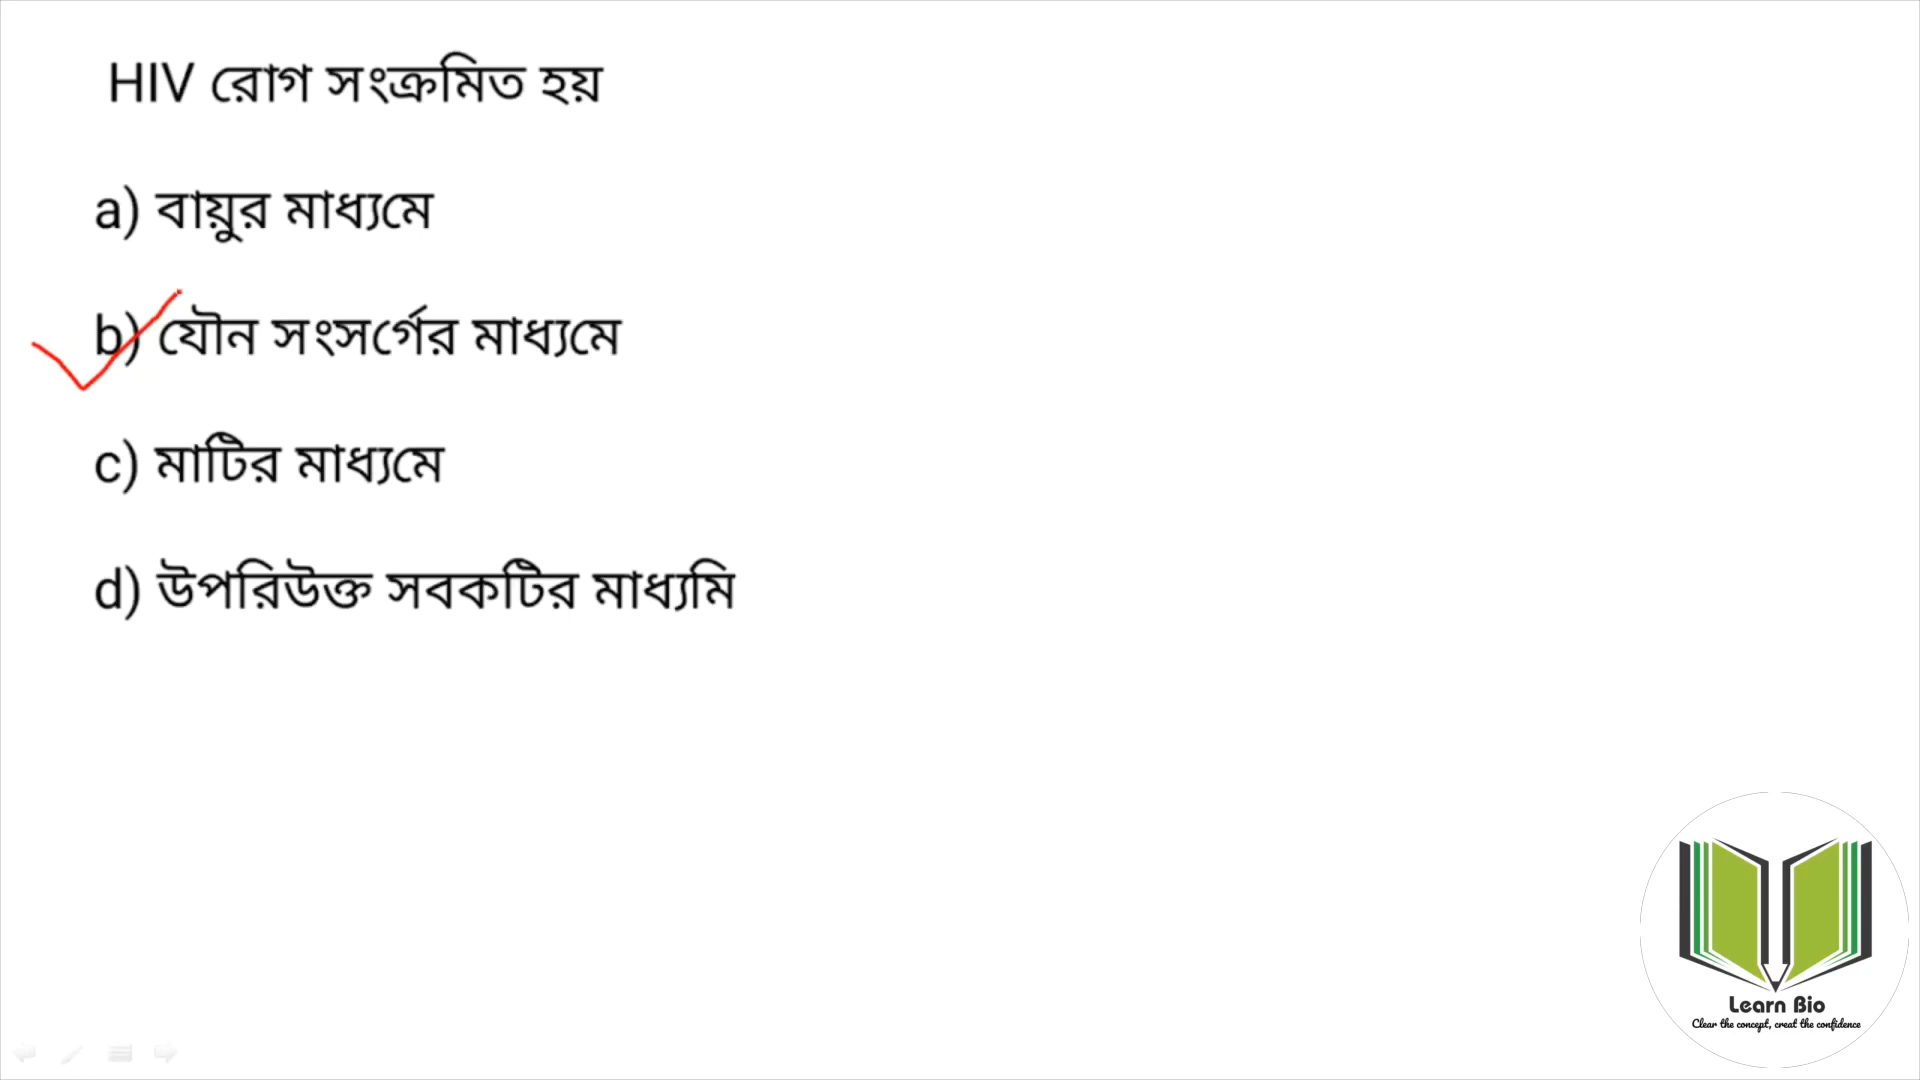 HIV রোগ সংক্রমিত হয়
a) বায়ুর মাধ্যমে
b) যৌন সংসর্গের মাধ্যমে
c) মাটির মাধ্যমে
d) উপরিউক্ত সবকটির মাধ্যমি
Learn Bio
Clear the concept, creat the confidence